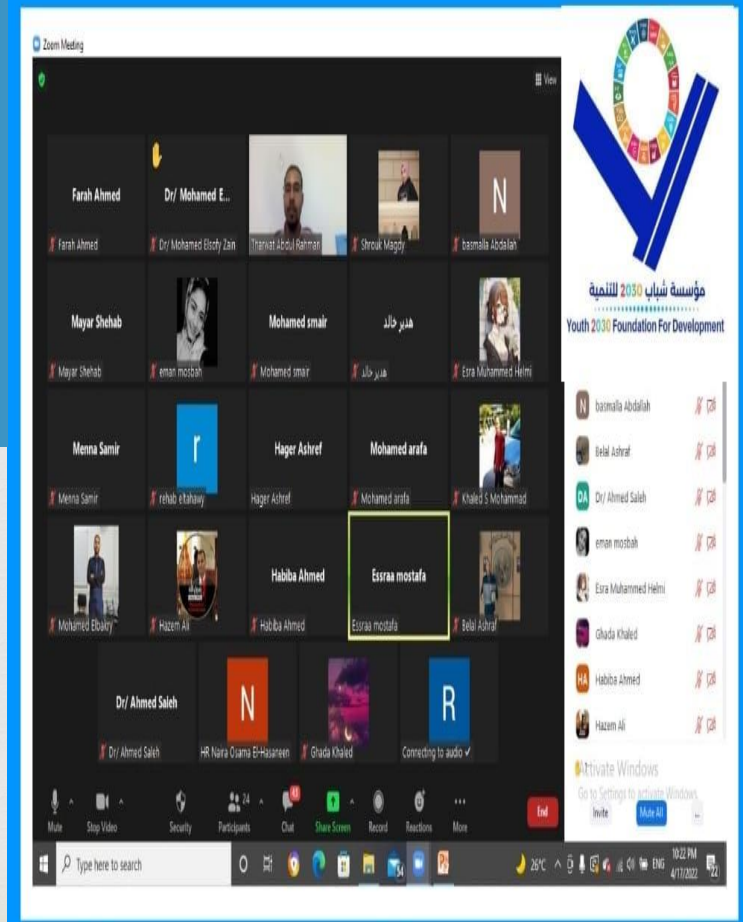 Zoom Meeting
View
Farah Ahmed
Farah Ahmed
Dr/ Mohamed E...
Dr/ Mohamed Elsofy Zain
Tharwat Abdul Rahman
Shrouk Magdy
N
basmalla Abdallah
Mayar Shehab
Mayar Shehab
eman mosbah
Mohamed smair
Mohamed smair
هدير خالد
هدير خالد
Esra Muhammed Helmi
Menna Samir
Menna Samir
r
rehab eltahawy
Hager Ashref
Hager Ashref
Mohamed arafa
Mohamed arafa
Khaled S Mohammad
Mohamed Elbakry
Hazem Ali
Habiba Ahmed
Habiba Ahmed
Essraa mostafa
Essraa mostafa
Belal Ashraf
Dr/ Ahmed Saleh
Dr/ Ahmed Saleh
N
HR Naira Osama El-Hasaneen
Ghada Khaled
R
Connecting to audio ✓
Mute
Stop Video
Security
24
Participants
43
Chat
Share Screen
Record
Reactions
More
End
مؤسسة شباب 2030 للتنمية
Youth 2030 Foundation For Development
N basmalla Abdallah
Belal Ashraf
DA Dr/ Ahmed Saleh
eman mosbah
Esra Muhammed Helmi
Ghada Khaled
HA Habiba Ahmed
Hazem Ali
Activate Windows
Go to Settings to activate Windows.
Invite
Mute All
...
Type here to search
26°C
ENG
10:22 PM
4/17/2022